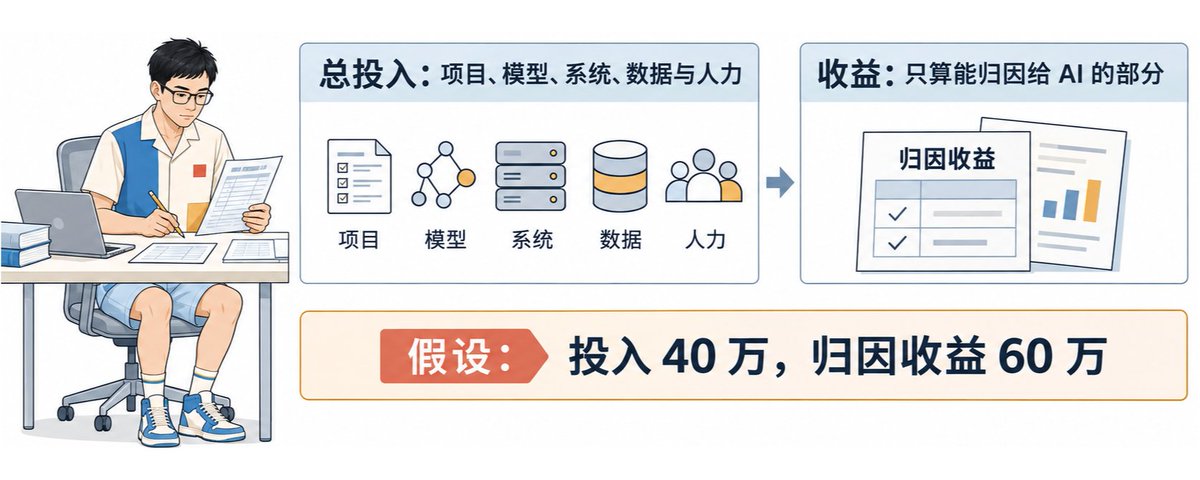 总投入：项目、模型、系统、数据与人力
项目
模型
系统
数据
人力
收益：只算能归因给 AI 的部分
归因收益
假设：投入 40 万，归因收益 60 万